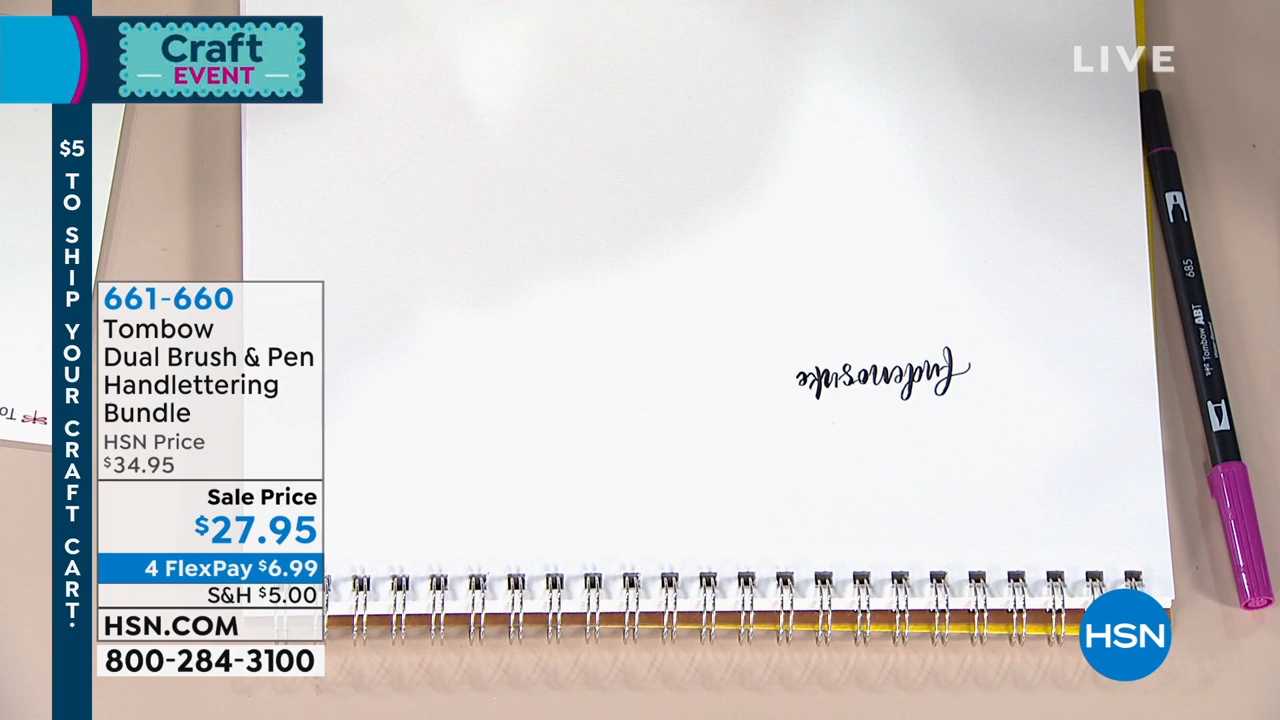 Craft
EVENT
LIVE
$5 TO SHIP YOUR CRAFT CART!*
661-660
Tombow
Dual Brush & Pen
Handlettering
Bundle
HSN Price
$34.95
Sale Price
$27.95
4 FlexPay $6.99
S&H $5.00
HSN.COM
800-284-3100
fudenosuke
685
Tombow ABT
To
HSN